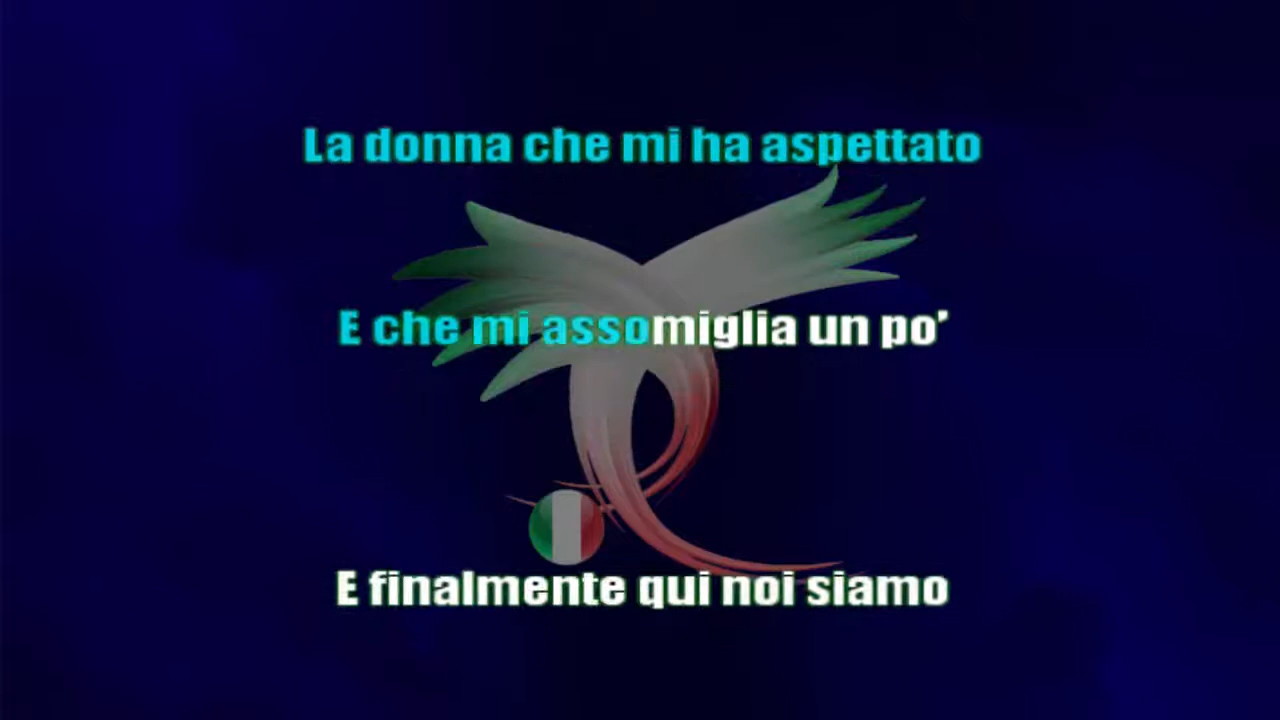 La donna che mi ha aspettato
E che mi assomiglia un po’
E finalmente qui noi siamo